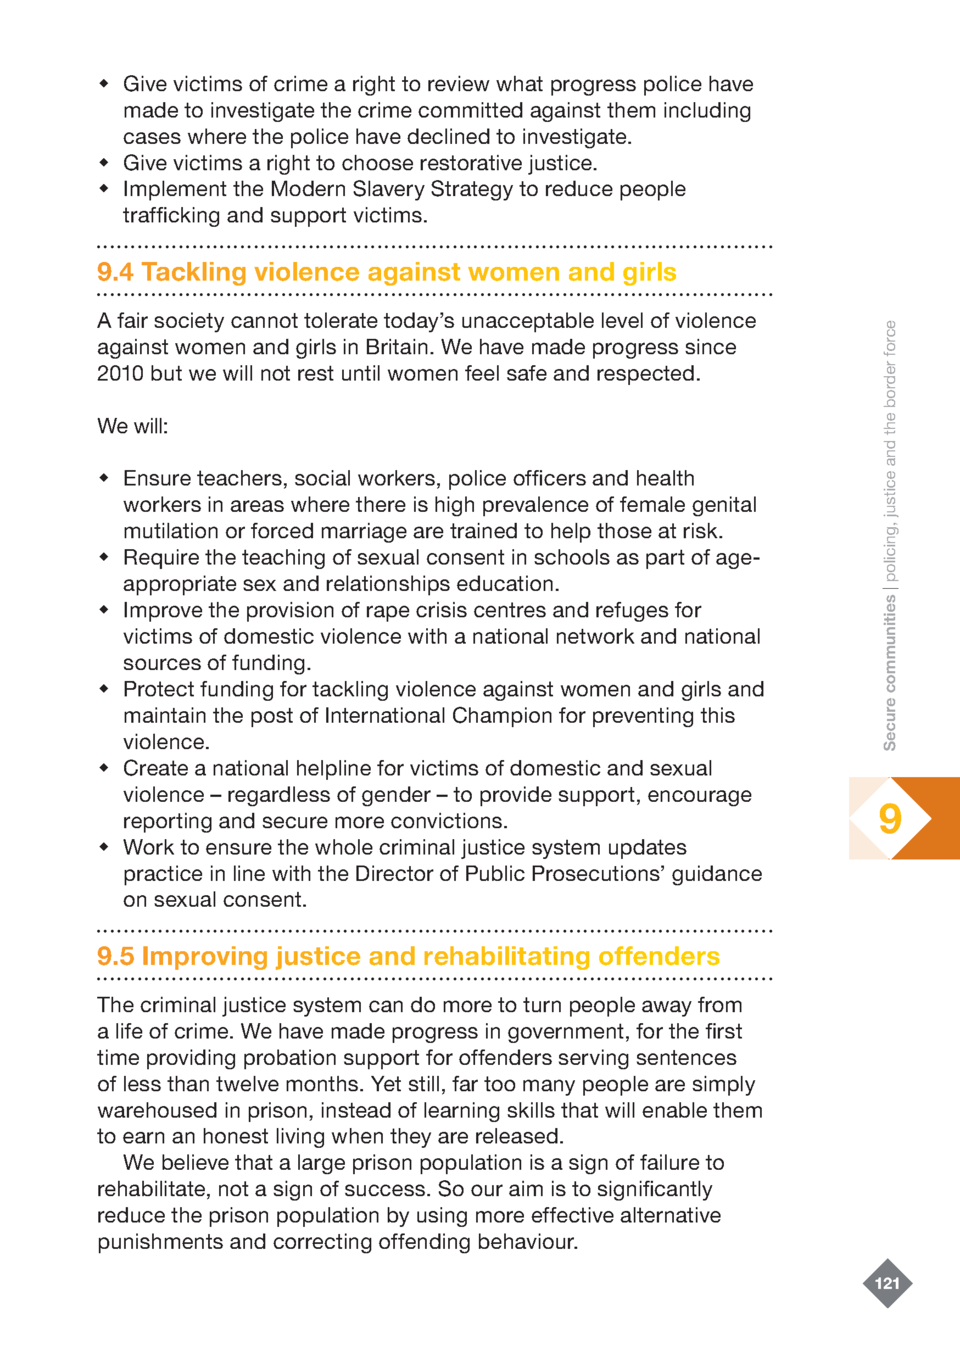 ◆ Give victims of crime a right to review what progress police have
made to investigate the crime committed against them including
cases where the police have declined to investigate.
◆ Give victims a right to choose restorative justice.
◆ Implement the Modern Slavery Strategy to reduce people
trafficking and support victims.
9.4 Tackling violence against women and girls
A fair society cannot tolerate today’s unacceptable level of violence
against women and girls in Britain. We have made progress since
2010 but we will not rest until women feel safe and respected.
We will:
◆ Ensure teachers, social workers, police officers and health
workers in areas where there is high prevalence of female genital
mutilation or forced marriage are trained to help those at risk.
◆ Require the teaching of sexual consent in schools as part of age-
appropriate sex and relationships education.
◆ Improve the provision of rape crisis centres and refuges for
victims of domestic violence with a national network and national
sources of funding.
◆ Protect funding for tackling violence against women and girls and
maintain the post of International Champion for preventing this
violence.
◆ Create a national helpline for victims of domestic and sexual
violence – regardless of gender – to provide support, encourage
reporting and secure more convictions.
◆ Work to ensure the whole criminal justice system updates
practice in line with the Director of Public Prosecutions’ guidance
on sexual consent.
9.5 Improving justice and rehabilitating offenders
The criminal justice system can do more to turn people away from
a life of crime. We have made progress in government, for the first
time providing probation support for offenders serving sentences
of less than twelve months. Yet still, far too many people are simply
warehoused in prison, instead of learning skills that will enable them
to earn an honest living when they are released.
We believe that a large prison population is a sign of failure to
rehabilitate, not a sign of success. So our aim is to significantly
reduce the prison population by using more effective alternative
punishments and correcting offending behaviour.
Secure communities | policing, justice and the border force
9
121